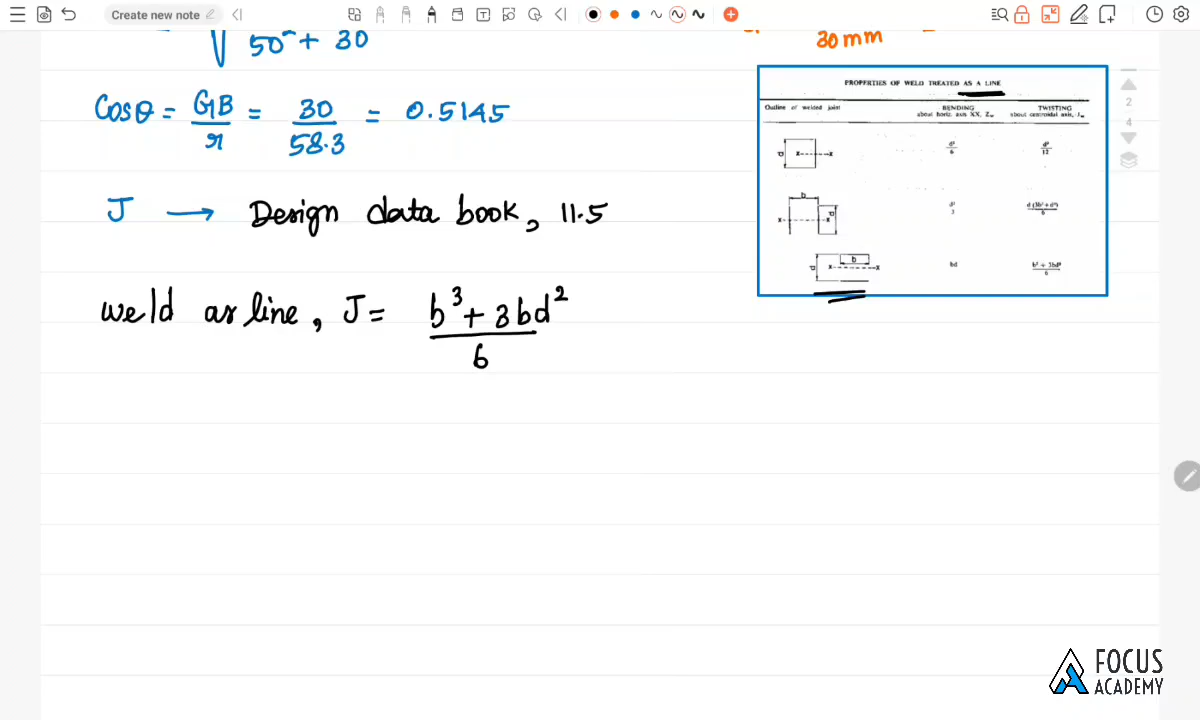 Create new note
50² + 30
30 mm
Cosθ = GB/r = 30/58.3 = 0.5145
J → Design data book, 11.5
weld as line, J = b³ + 3bd² / 6
PROPERTIES OF WELD TREATED AS A LINE
Outline of welded joint
BENDING
about horiz. axis XX, Zw
TWISTING
about centroidal axis, Jw
d x x
d²/6
d³/12
b x d
d²/3
d(3b²+d²)/6
d x b x
bd
b³ + 3bd²/6
2
4
FOCUS
ACADEMY